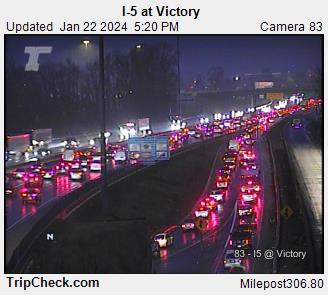 I-5 at Victory
Updated Jan 22 2024 5:20 PM Camera 83
T
N
83 - I5 @ Victory
TripCheck.com Milepost306.80